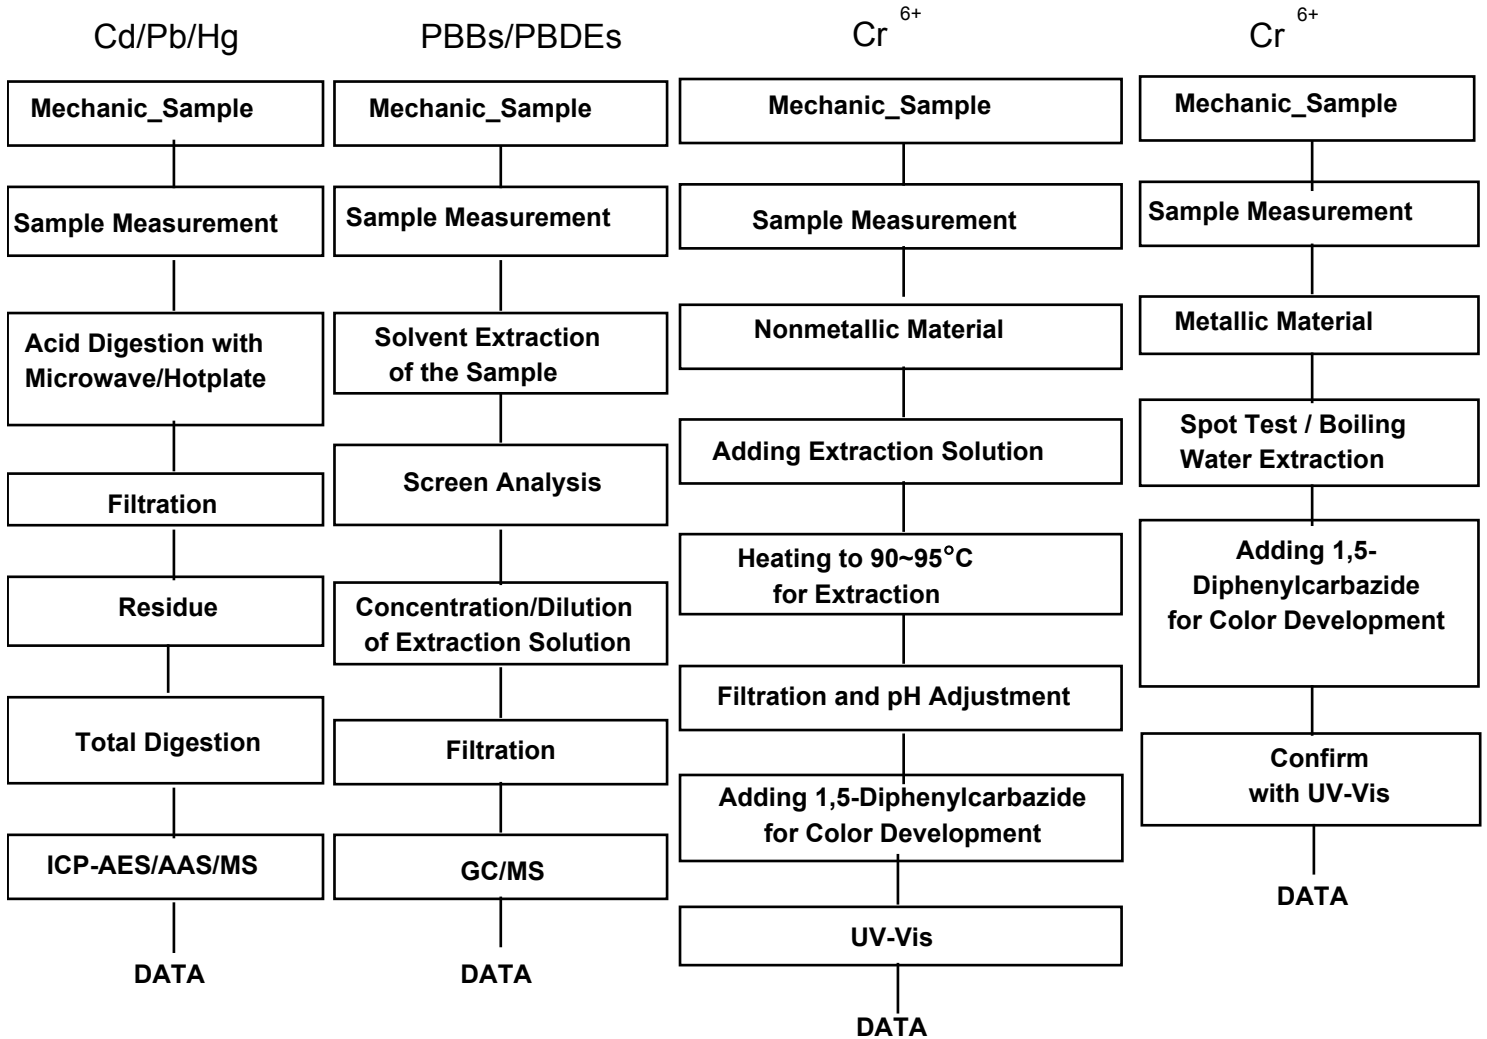 Cd/Pb/Hg
Mechanic_Sample
Sample Measurement
Acid Digestion with
Microwave/Hotplate
Filtration
Residue
Total Digestion
ICP-AES/AAS/MS
DATA
PBBs/PBDEs
Mechanic_Sample
Sample Measurement
Solvent Extraction
of the Sample
Screen Analysis
Concentration/Dilution
of Extraction Solution
Filtration
GC/MS
DATA
Cr 6+
Mechanic_Sample
Sample Measurement
Nonmetallic Material
Adding Extraction Solution
Heating to 90~95°C
for Extraction
Filtration and pH Adjustment
Adding 1,5-Diphenylcarbazide
for Color Development
UV-Vis
DATA
Cr 6+
Mechanic_Sample
Sample Measurement
Metallic Material
Spot Test / Boiling
Water Extraction
Adding 1,5-
Diphenylcarbazide
for Color Development
Confirm
with UV-Vis
DATA